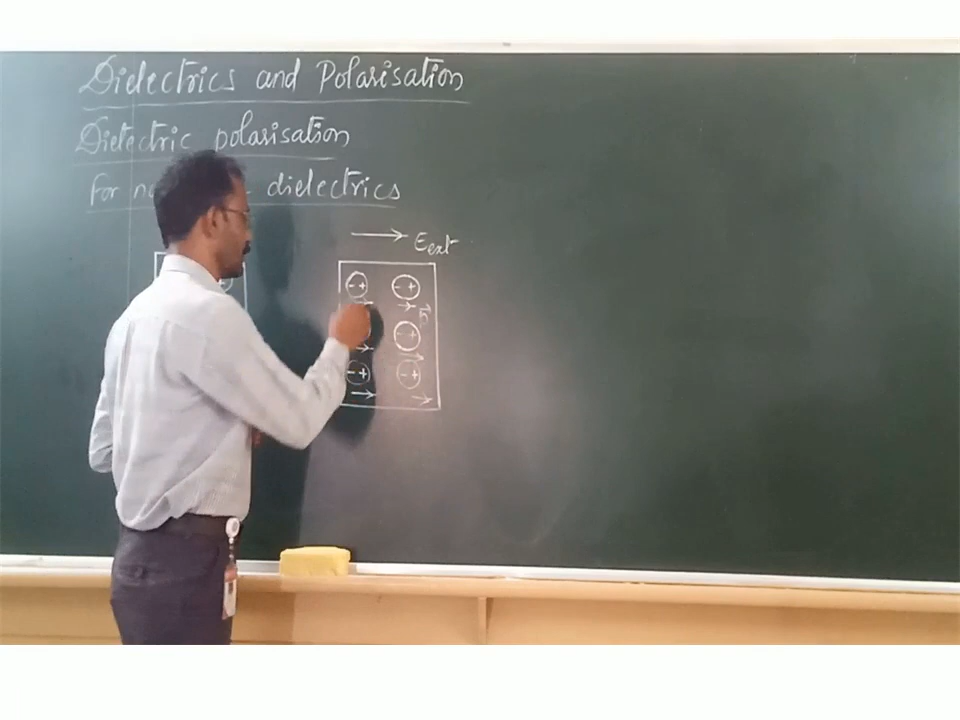 Dielectrics and Polarisation
Dielectric polarisation
For dielectrics
Eext
- + - +
- +
- + - +